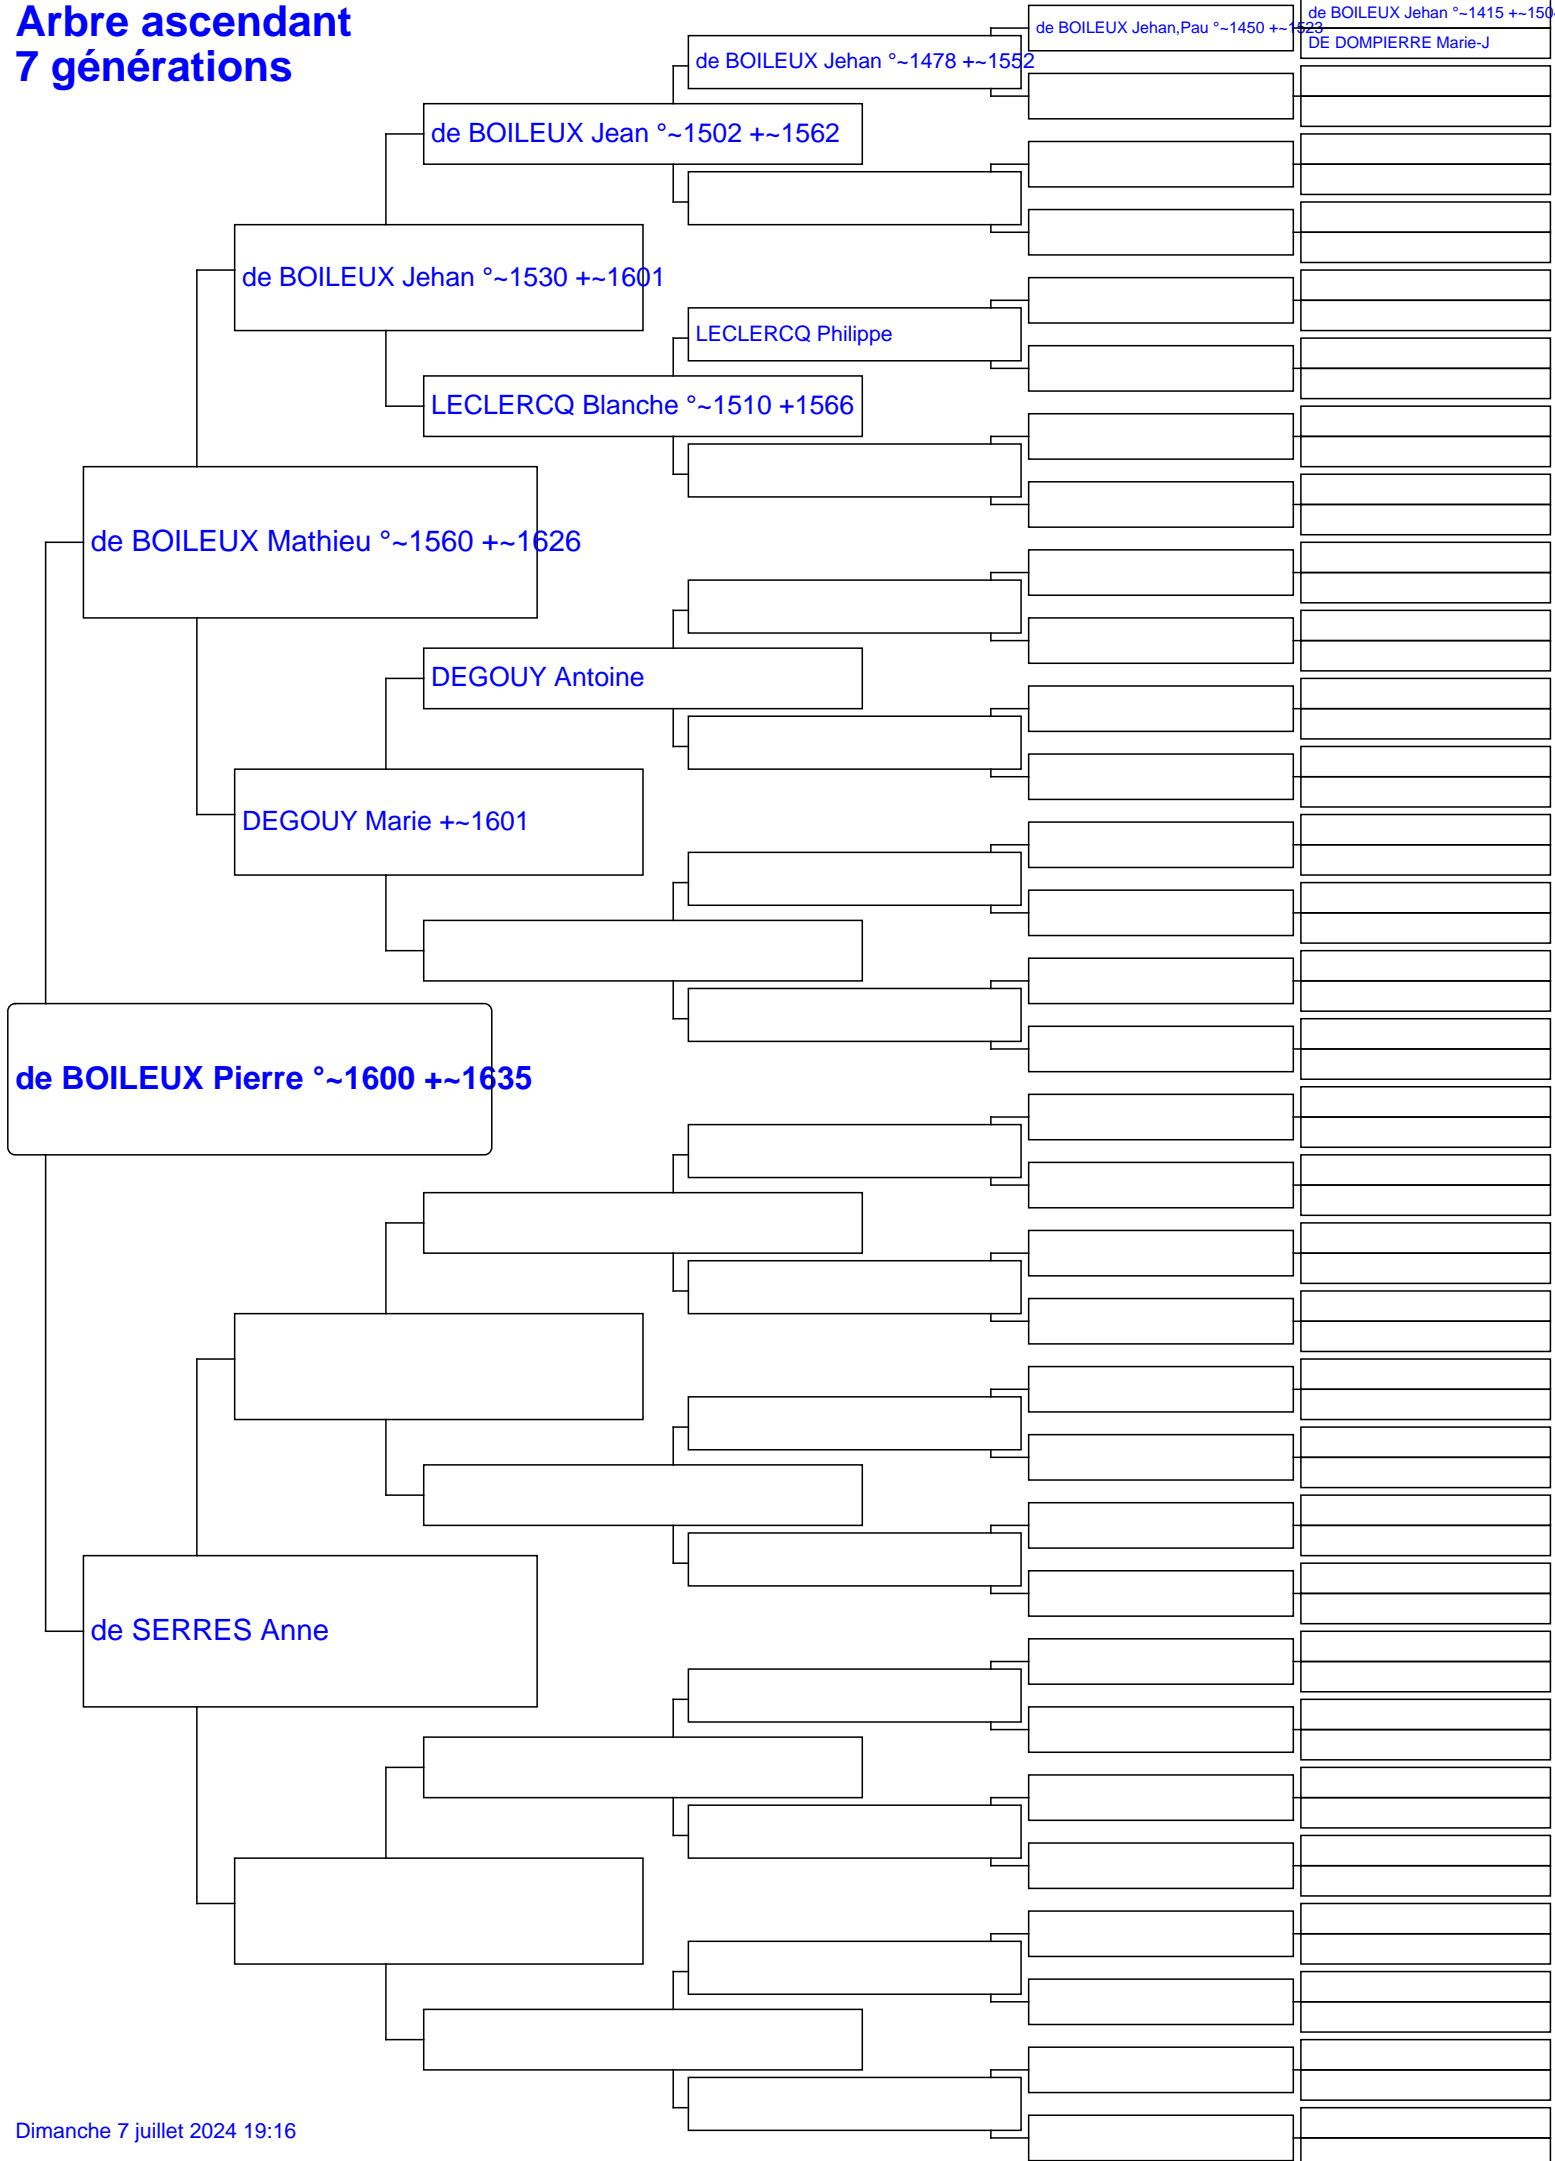 Arbre ascendant
7 générations
de BOILEUX Jehan °~1415 +~150
de BOILEUX Jehan,Pau °~1450 +~1523
DE DOMPIERRE Marie-J
de BOILEUX Jehan °~1478 +~1552
de BOILEUX Jean °~1502 +~1562
de BOILEUX Jehan °~1530 +~1601
LECLERCQ Philippe
LECLERCQ Blanche °~1510 +1566
de BOILEUX Mathieu °~1560 +~1626
DEGOUY Antoine
DEGOUY Marie +~1601
de BOILEUX Pierre °~1600 +~1635
de SERRES Anne
Dimanche 7 juillet 2024 19:16